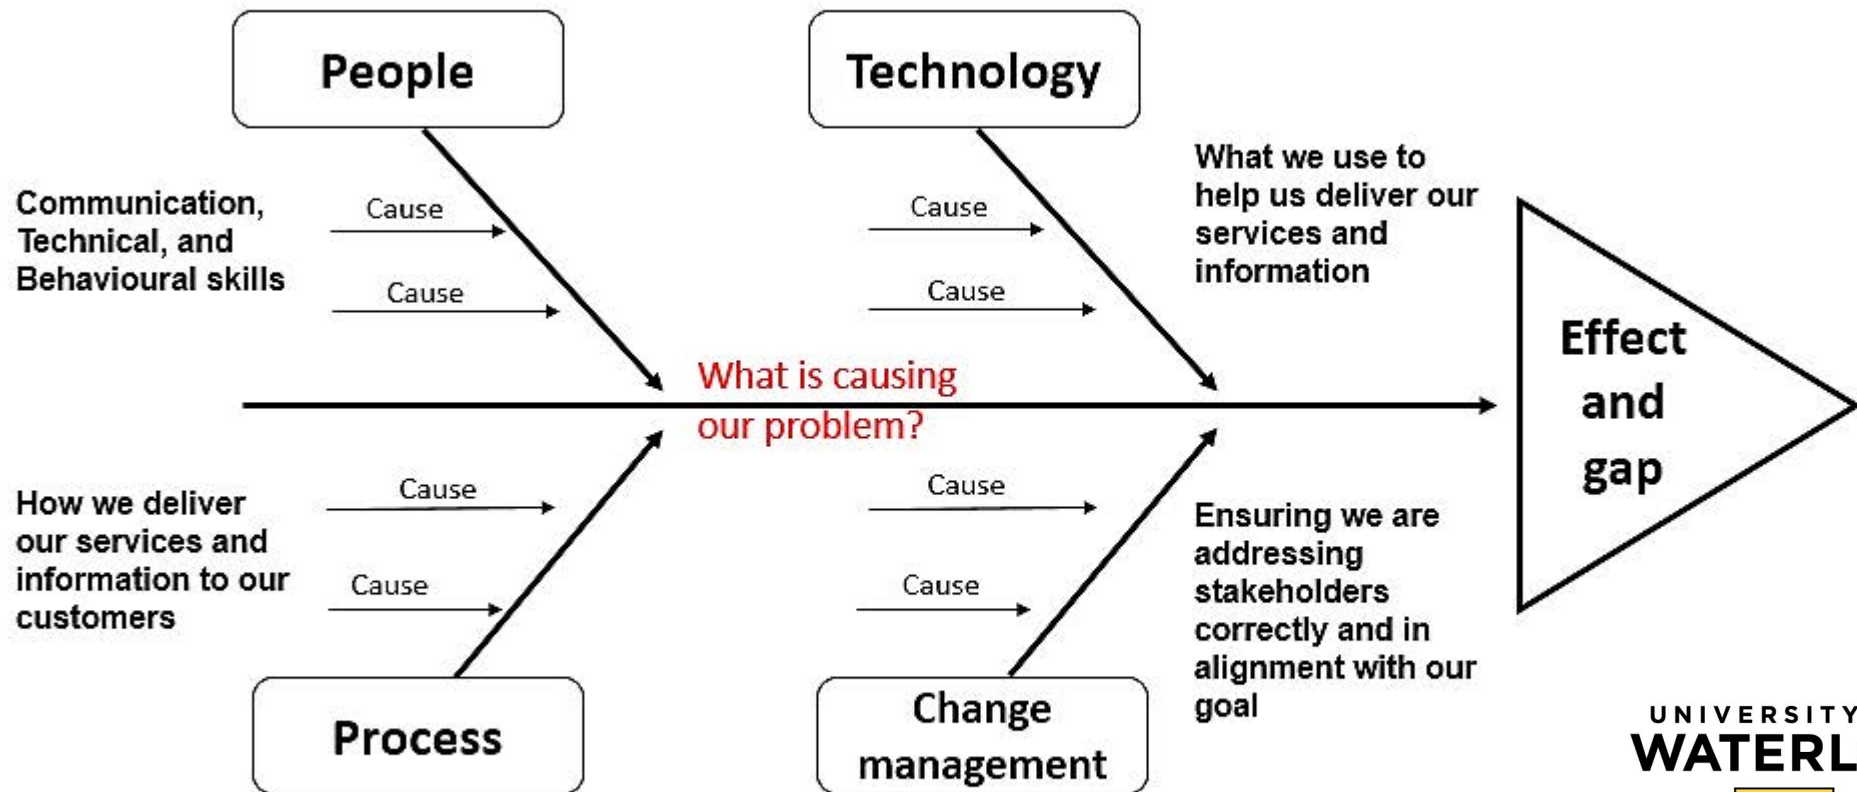 People
Technology
Communication,
Technical, and
Behavioural skills
Cause
Cause
Cause
Cause
What we use to
help us deliver our
services and
information
What is causing
our problem?
Effect
and
gap
How we deliver
our services and
information to our
customers
Cause
Cause
Cause
Cause
Ensuring we are
addressing
stakeholders
correctly and in
alignment with our
goal
Process
Change
management
UNIVERSITY
WATERL